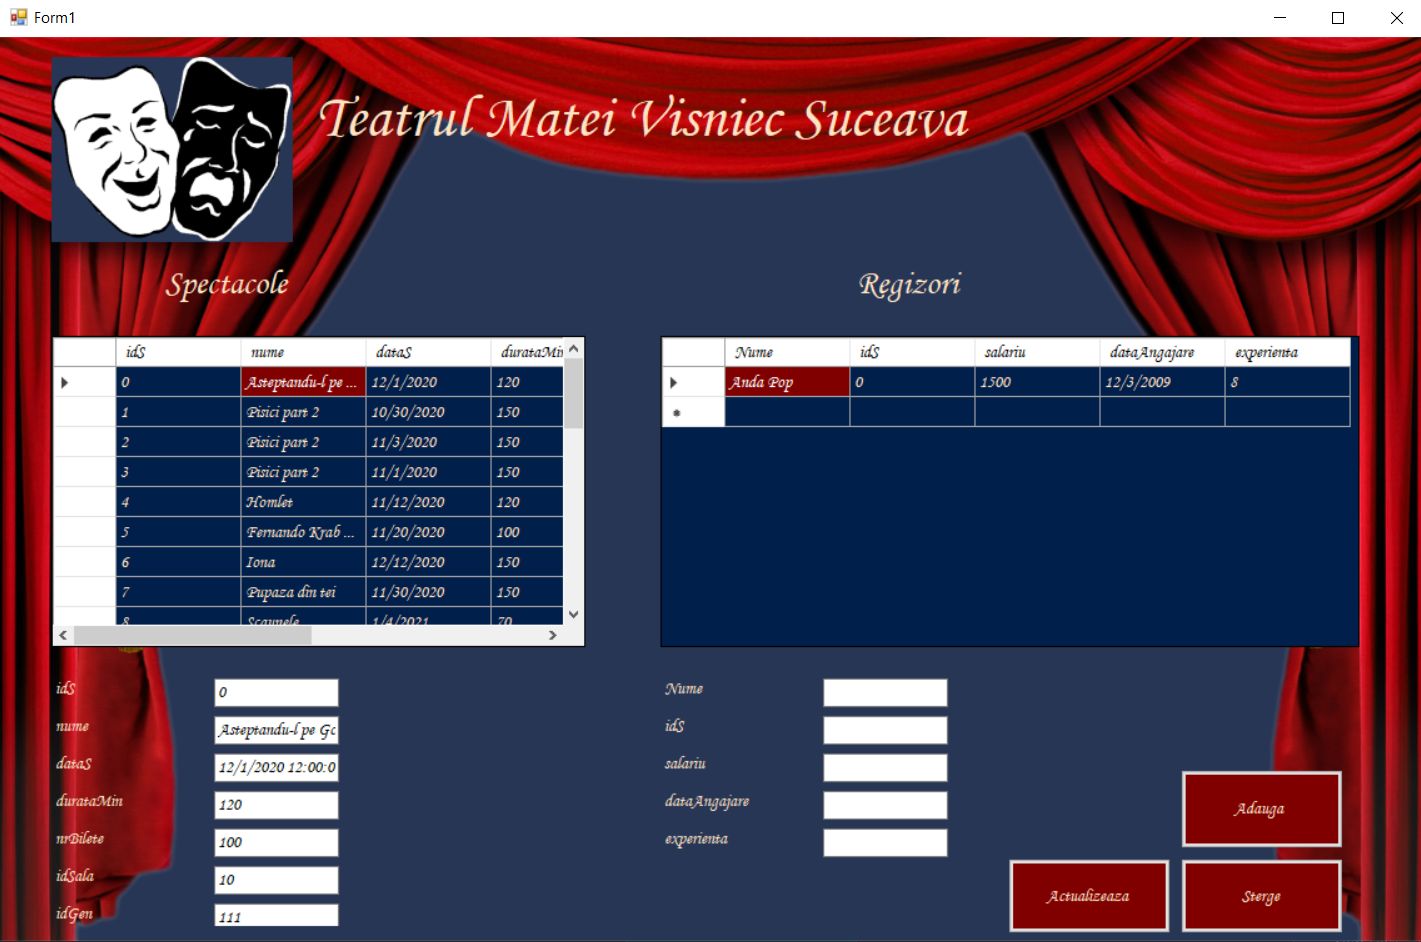 Form1
Teatrul Matei Visniec Suceava
Spectacole
idS nume dataS durataMin
0 Asteptandu-l pe ... 12/1/2020 120
1 Pisici part 2 10/30/2020 150
2 Pisici part 2 11/3/2020 150
3 Pisici part 2 11/1/2020 150
4 Homlet 11/12/2020 120
5 Fernando Krab ... 11/20/2020 100
6 Iona 12/12/2020 150
7 Pupaza din tei 11/30/2020 150
8 Scaunele 1/4/2021 70
Regizori
Nume idS salariu dataAngajare experienta
Anda Pop 0 1500 12/3/2009 8
idS 0
nume Asteptandu-l pe Go
dataS 12/1/2020 12:00:0
durataMin 120
nrBilete 100
idSala 10
idGen 111
Nume
idS
salariu
dataAngajare
experienta
Adauga
Actualizeaza
Sterge